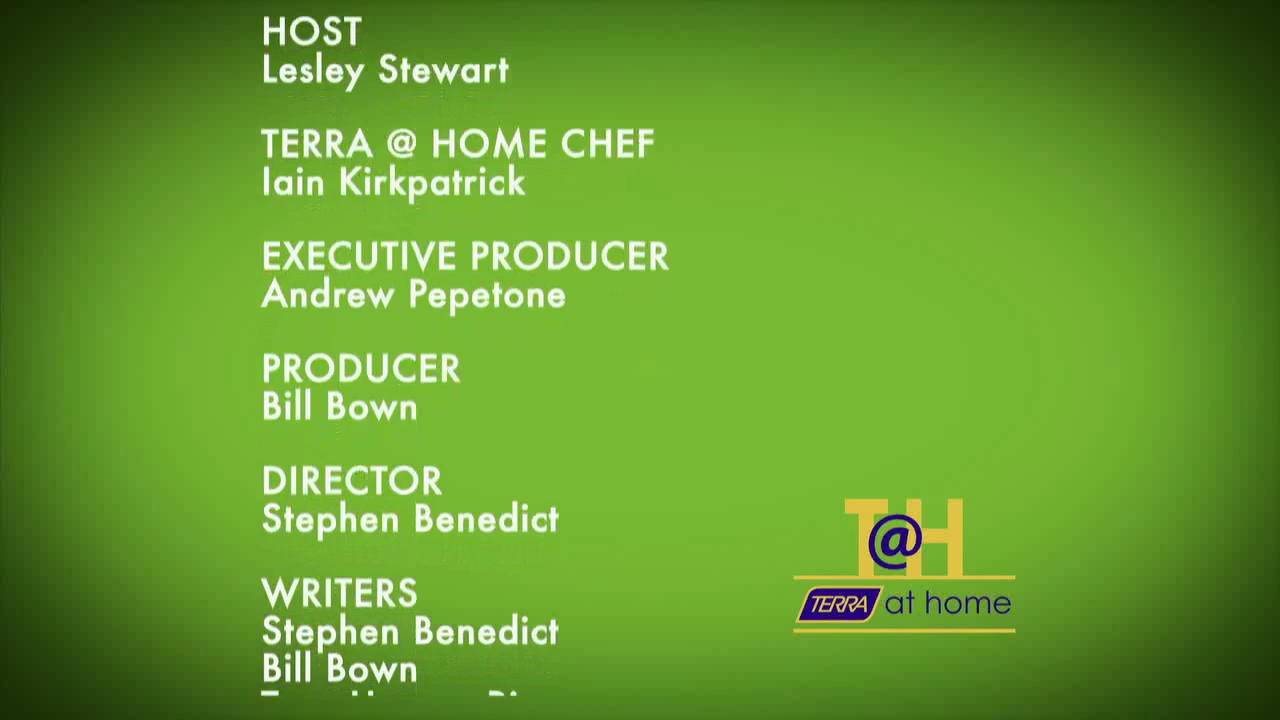 HOST
Lesley Stewart
TERRA @ HOME CHEF
Iain Kirkpatrick
EXECUTIVE PRODUCER
Andrew Pepetone
PRODUCER
Bill Bown
DIRECTOR
Stephen Benedict
WRITERS
Stephen Benedict
Bill Bown
T@H
TERRA at home